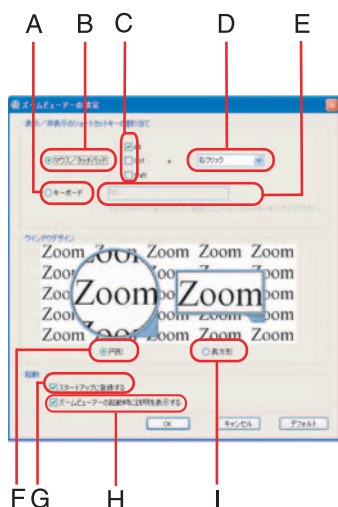 A B C D E
ズームビューアーの設定
表示/非表示のショートカットキーの割り当て
マウス/タッチパッド
Alt
Ctrl
Shift
+
右クリック
キーボード
ウィンドウデザイン
Zoom Zoom Zoom Zoom Zoom
Zoom
Zoom
円形
長方形
起動
スタートアップに登録する
ズームビューアーの起動時に説明を表示する
OK キャンセル デフォルト
F G H I